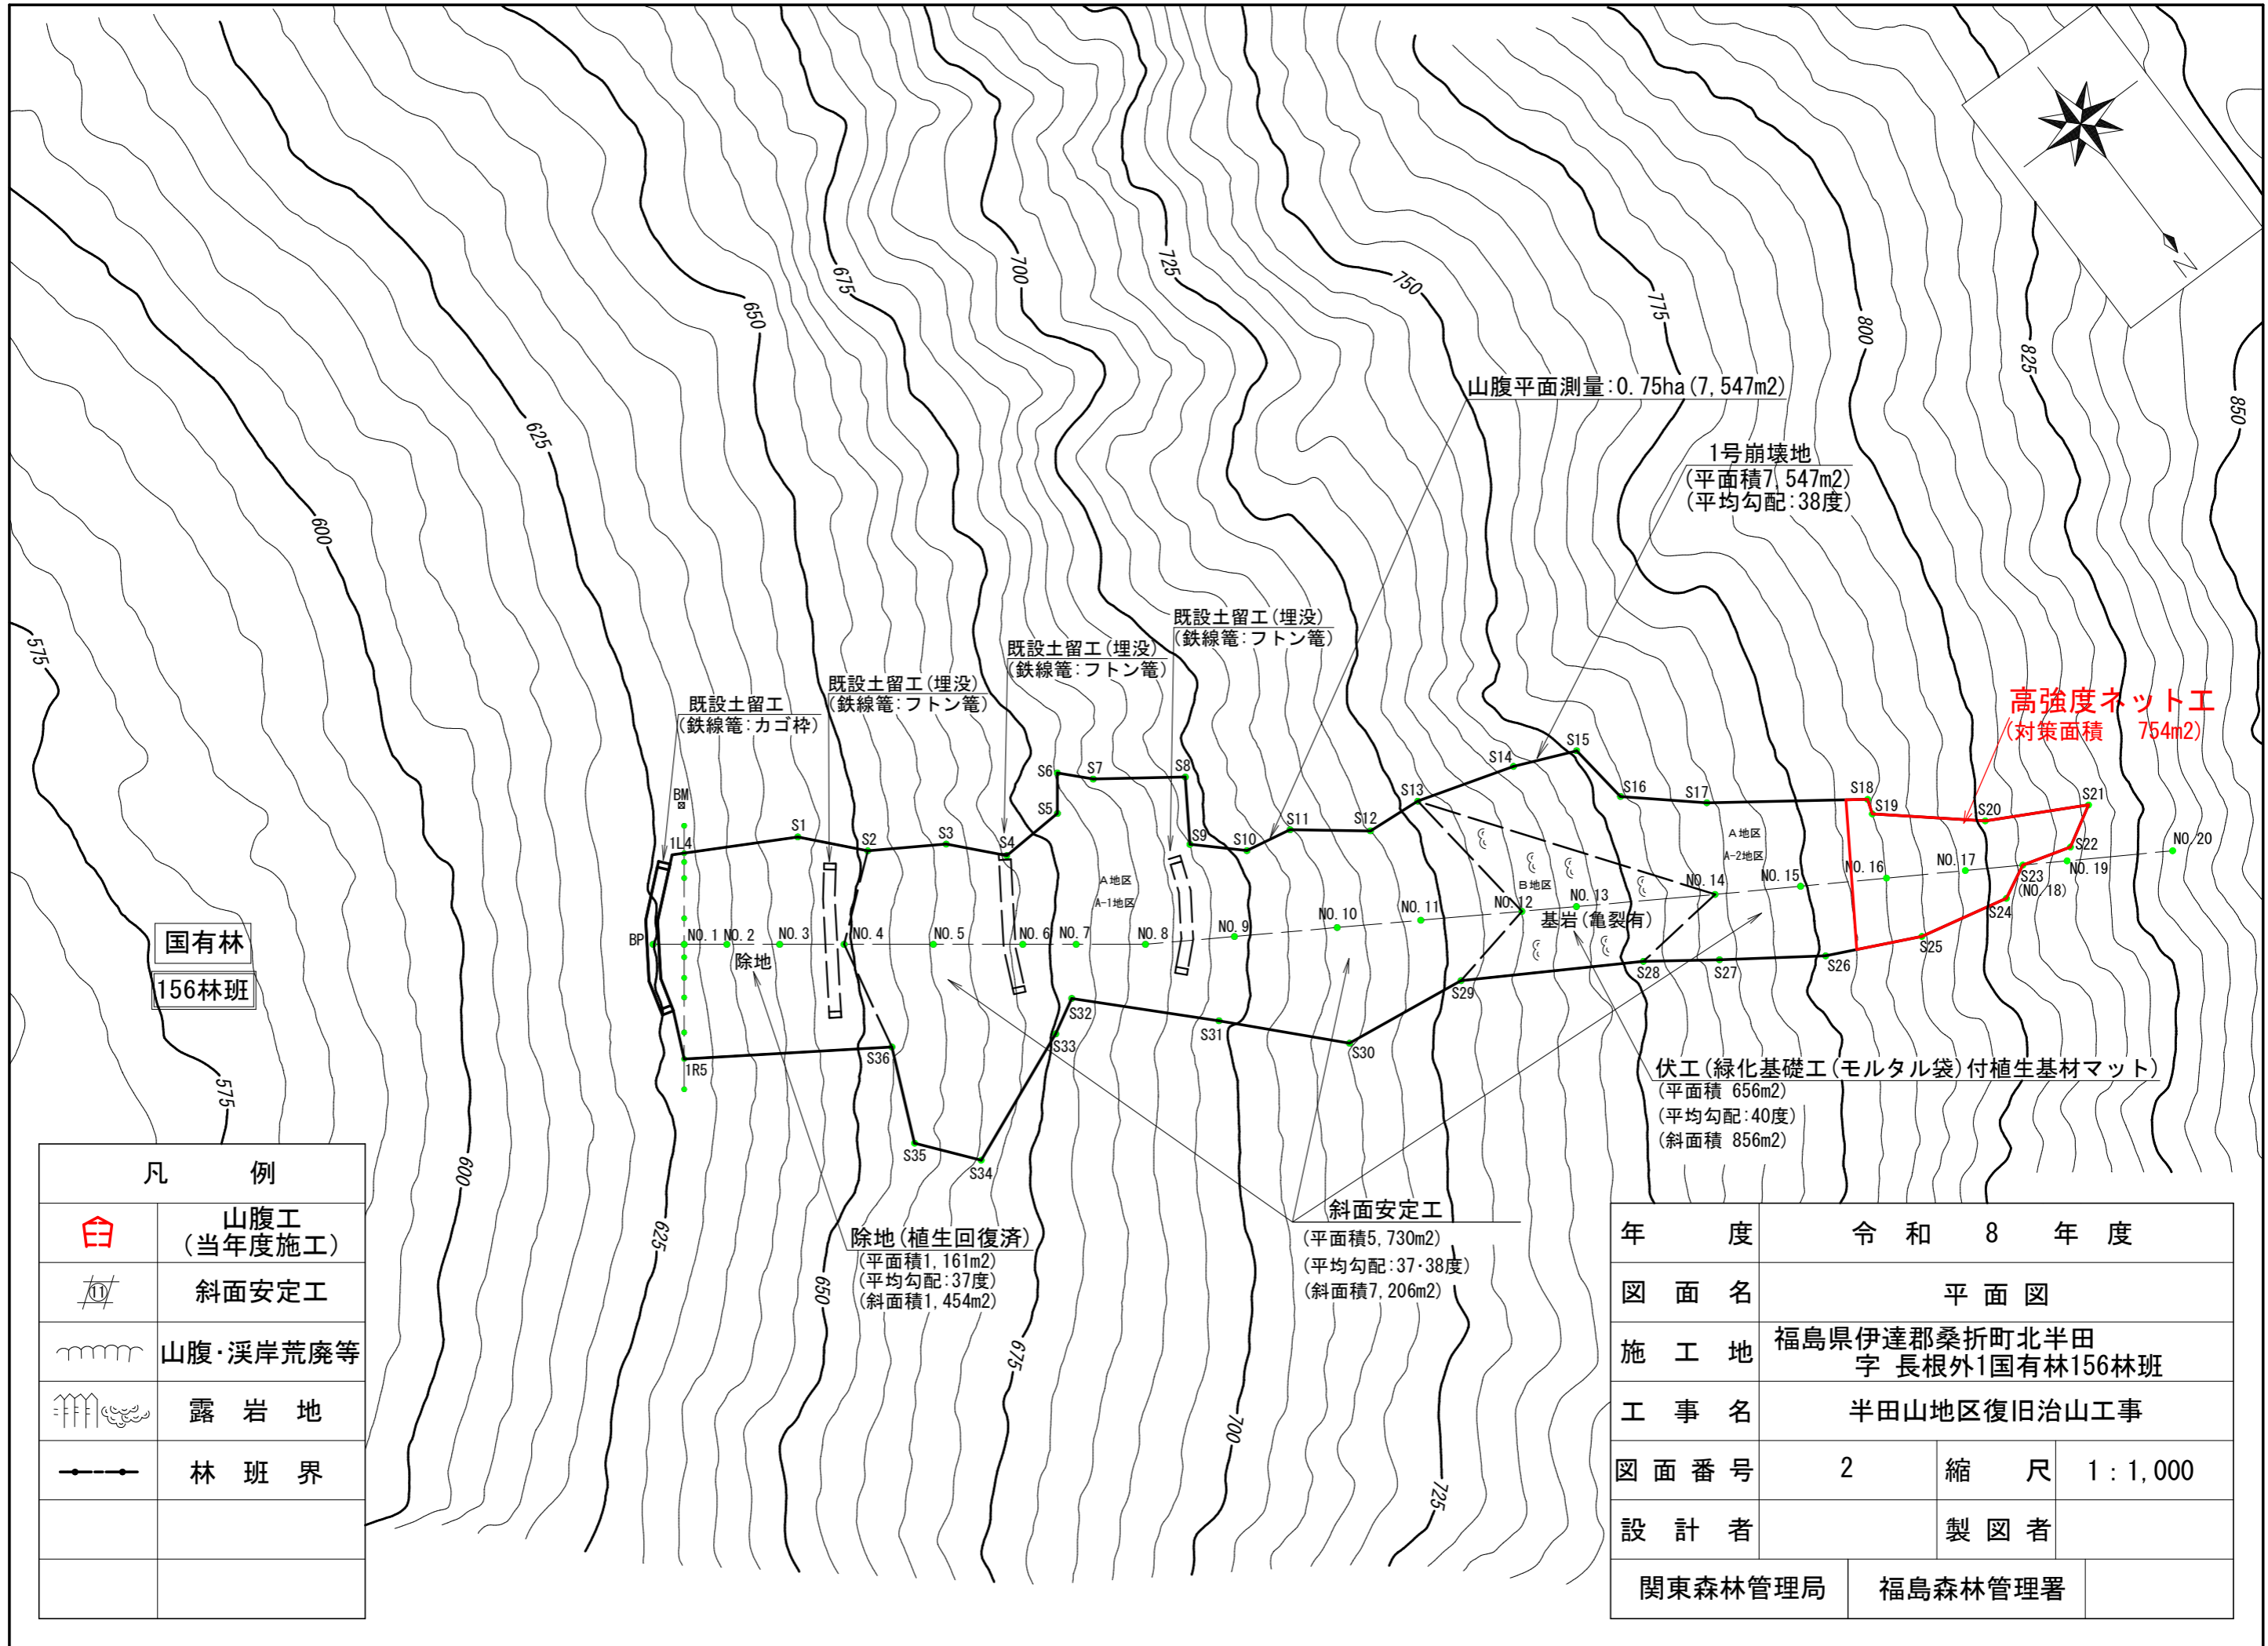 山腹平面測量:0.75ha(7,547m2)
1号崩壊地
(平面積7,547m2)
(平均勾配:38度)
既設土留工(埋没)
(鉄線篭:フトン篭)
既設土留工(埋没)
(鉄線篭:フトン篭)
既設土留工(埋没)
(鉄線篭:フトン篭)
既設土留工
(鉄線篭:カゴ枠)
高強度ネット工
(対策面積 754m2)
575
600
625
650
675
700
725
750
775
800
825
850
N
BM
1L4
S1
S2
S3
S4
S5
S6
S7
S8
S9
S10
S11
S12
S13
S14
S15
S16
S17
S18
S19
S20
S21
S22
S23
(NO.18)
S24
S25
S26
S27
S28
S29
S30
S31
S32
S33
S34
S35
S36
1R5
BP
NO.1
NO.2
NO.3
NO.4
NO.5
NO.6
NO.7
NO.8
NO.9
NO.10
NO.11
NO.12
NO.13
NO.14
NO.15
NO.16
NO.17
NO.19
NO.20
A地区
A-1地区
B地区
A地区
A-2地区
基岩(亀裂有)
除地
国有林
156林班
伏工(緑化基礎工(モルタル袋)付植生基材マット)
(平面積 656m2)
(平均勾配:40度)
(斜面積 856m2)
斜面安定工
(平面積5,730m2)
(平均勾配:37・38度)
(斜面積7,206m2)
除地(植生回復済)
(平面積1,161m2)
(平均勾配:37度)
(斜面積1,454m2)
575
600
625
650
675
700
725
凡 例
山腹工
(当年度施工)
⑪ 斜面安定工
山腹・渓岸荒廃等
露 岩 地
林 班 界
年 度 令 和 8 年 度
図 面 名 平 面 図
施 工 地 福島県伊達郡桑折町北半田
字 長根外1国有林156林班
工 事 名 半田山地区復旧治山工事
図 面 番 号 2 縮 尺 1:1,000
設 計 者 製 図 者
関東森林管理局 福島森林管理署